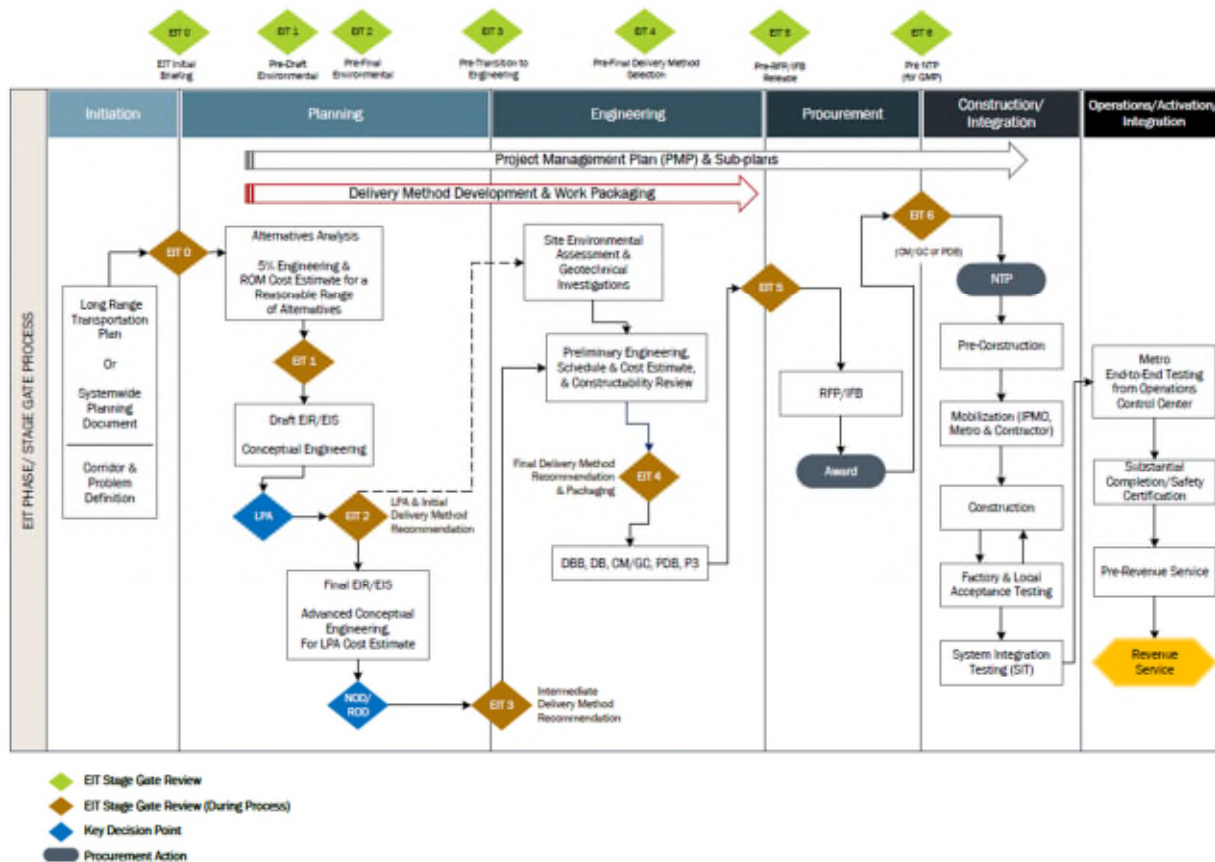 EIT 0
EIT 1
EIT 2
EIT 3
EIT 4
EIT 5
EIT 6
EIT Initial
Briefing
Pre-Draft
Environmental
Pre-Final
Environmental
Pre-Transition to
Engineering
Pre-Final Delivery Method
Selection
Pre-RFP/IFB
Release
Pre NTP
(for GMP)
EIT PHASE/ STAGE GATE PROCESS
Initiation
Planning
Engineering
Procurement
Construction/
Integration
Operations/Activation/
Integration
Project Management Plan (PMP) & Sub-plans
Delivery Method Development & Work Packaging
Long Range
Transportation
Plan
Or
Systemwide
Planning
Document
Corridor &
Problem
Definition
EIT 0
Alternatives Analysis
5% Engineering &
ROM Cost Estimate for a
Reasonable Range
of Alternatives
EIT 1
Draft EIR/EIS
Conceptual Engineering
LPA
EIT 2
LPA & Initial
Delivery Method
Recommendation
Final EIR/EIS
Advanced Conceptual
Engineering,
For LPA Cost Estimate
NOD/
ROD
EIT 3
Intermediate
Delivery Method
Recommendation
Site Environmental
Assessment &
Geotechnical
Investigations
Preliminary Engineering,
Schedule & Cost Estimate,
& Constructability Review
Final Delivery Method
Recommendation
& Packaging
EIT 4
DBB, DB, CM/GC, PDB, P3
EIT 5
RFP/IFB
Award
EIT 6
(CM/GC or PDB)
NTP
Pre-Construction
Mobilization (IPMO,
Metro & Contractor)
Construction
Factory & Local
Acceptance Testing
System Integration
Testing (SIT)
Metro
End-to-End Testing
from Operations
Control Center
Substantial
Completion/Safety
Certification
Pre-Revenue Service
Revenue
Service
EIT Stage Gate Review
EIT Stage Gate Review (During Process)
Key Decision Point
Procurement Action